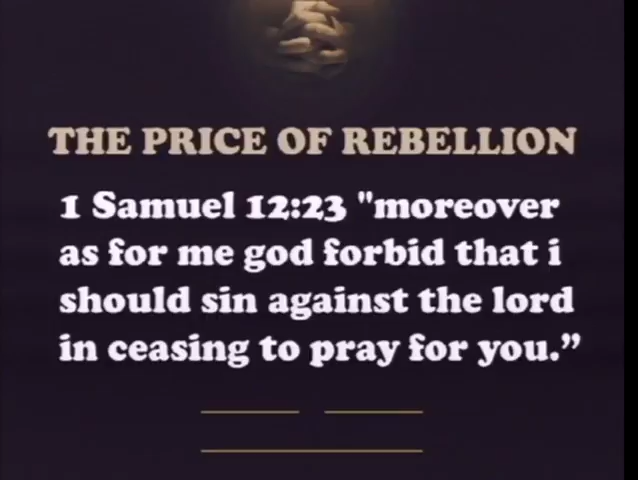 THE PRICE OF REBELLION
1 Samuel 12:23 "moreover
as for me god forbid that i
should sin against the lord
in ceasing to pray for you.”